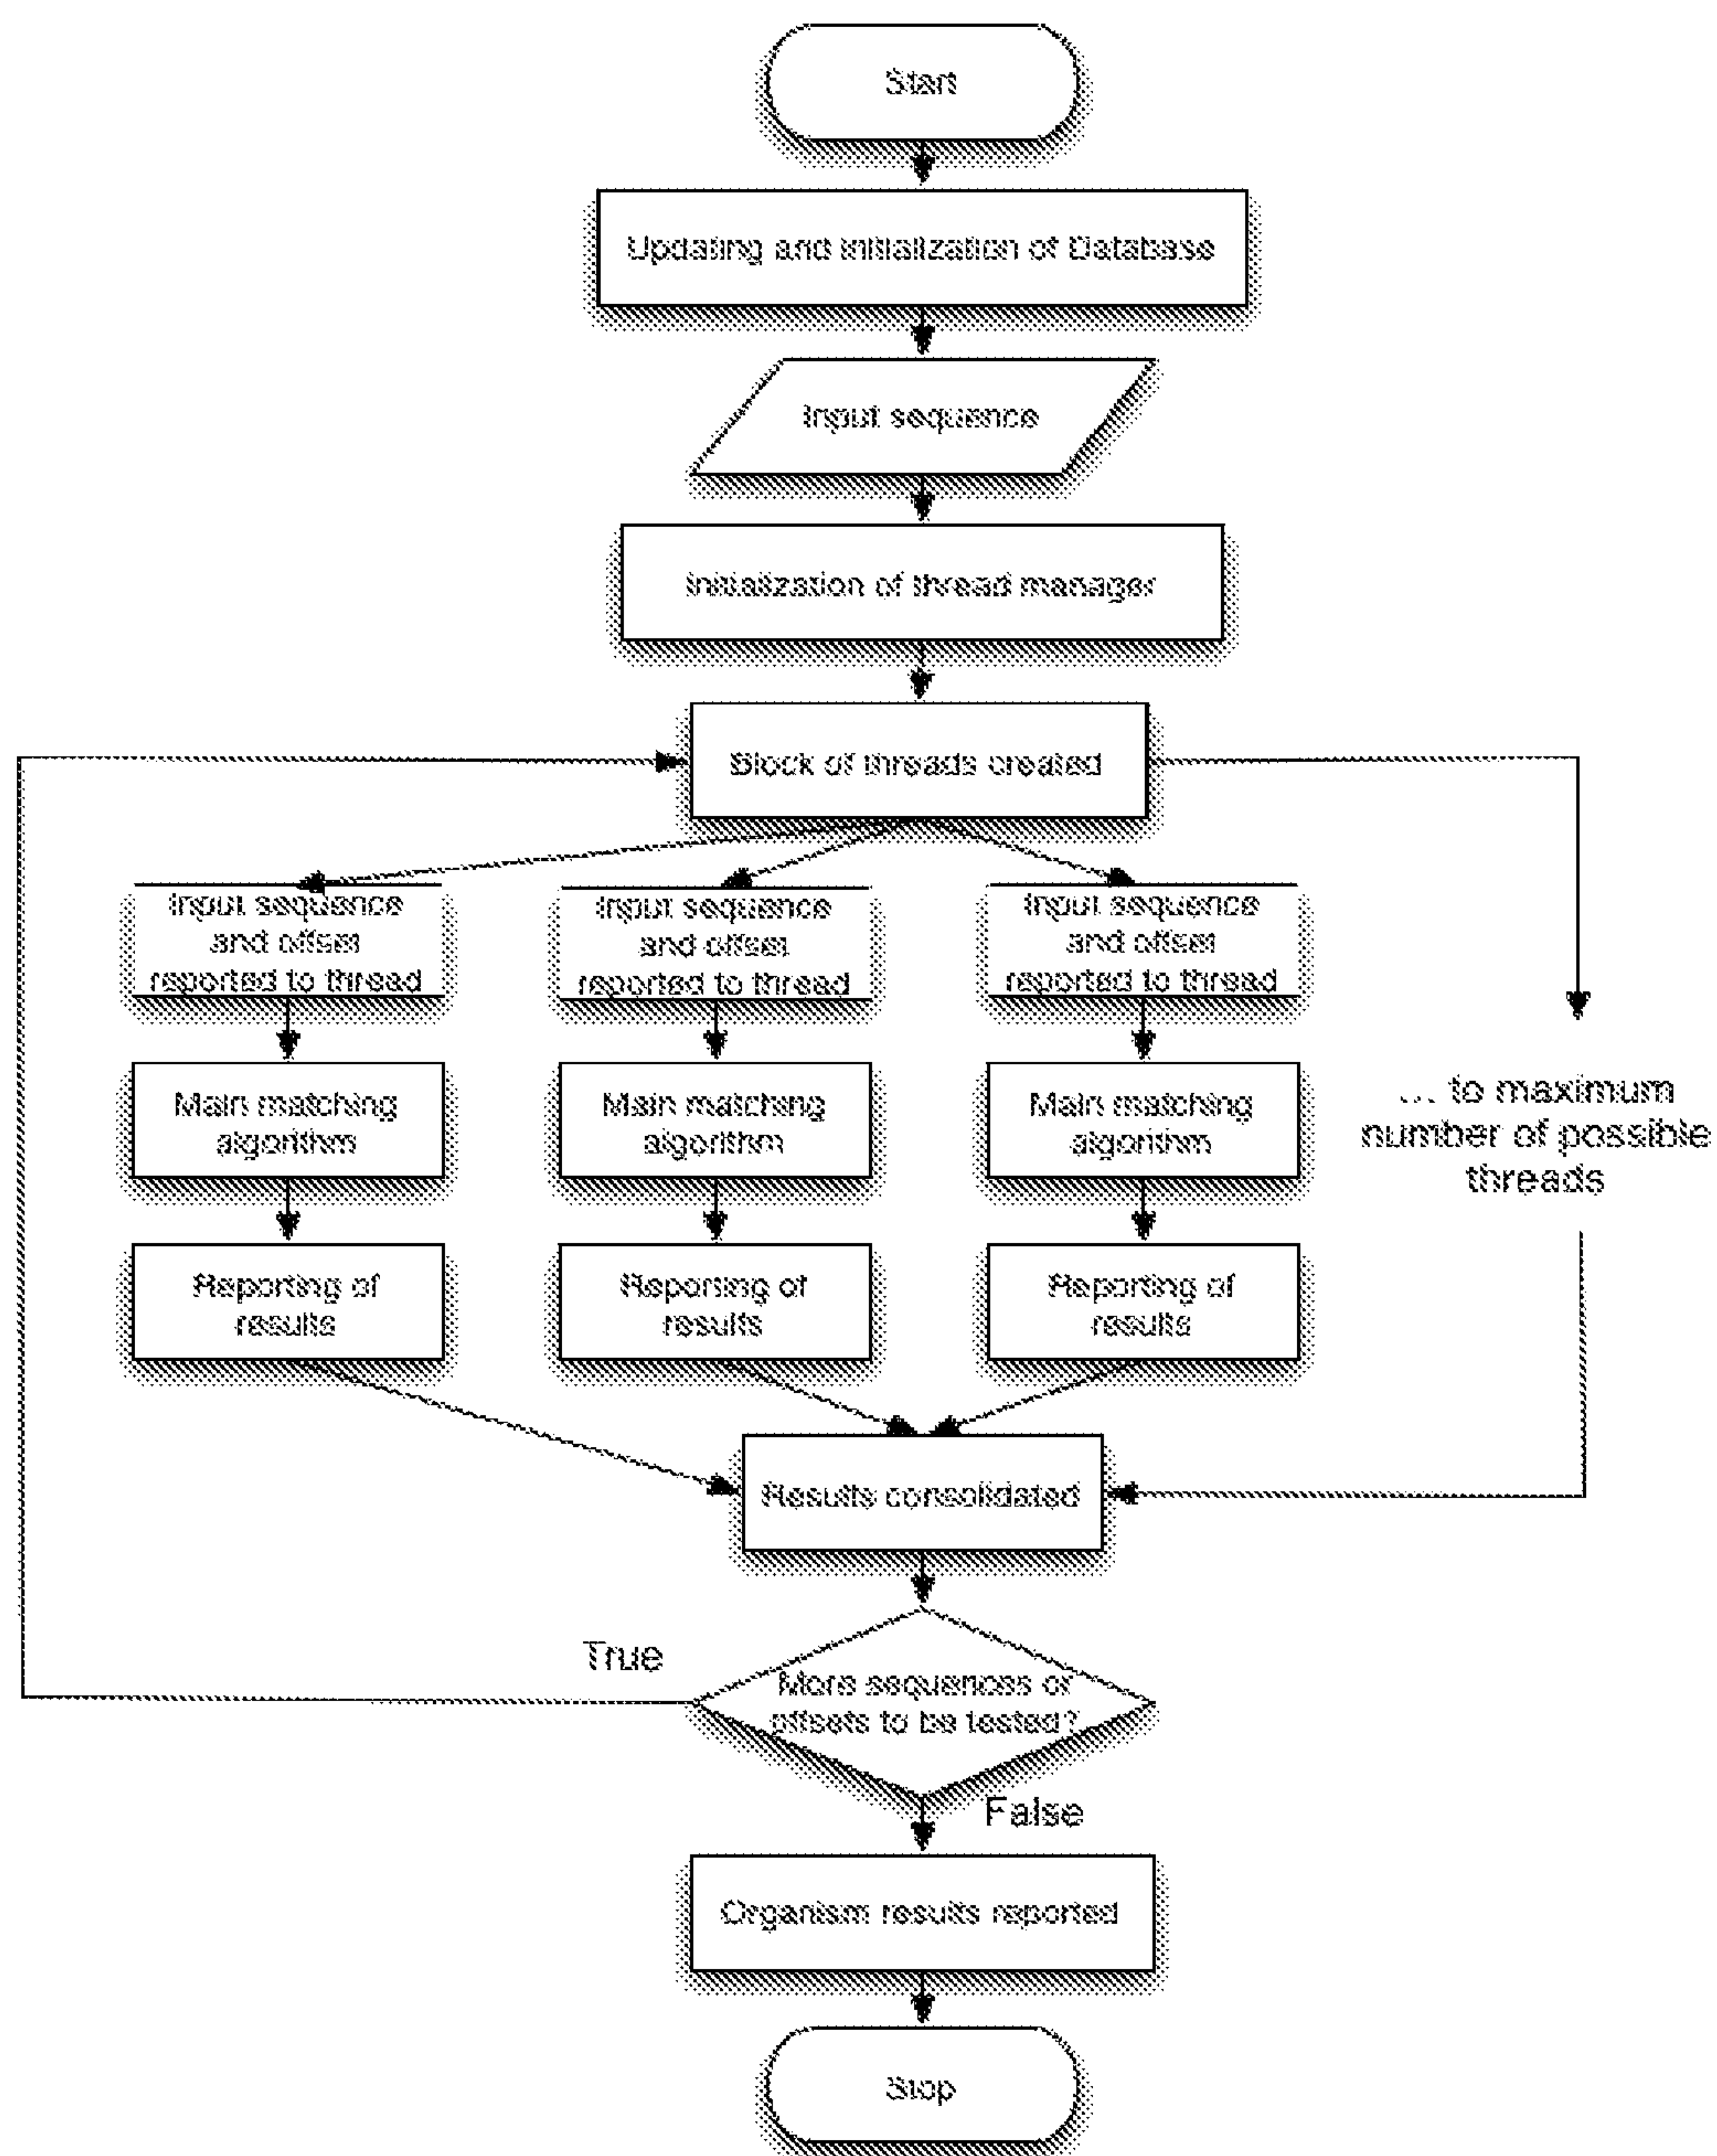 Start
Updating and initialization of Database
Input sequence
Initialization of thread manager
Block of threads created
Input sequence
and offset
reported to thread
Input sequence
and offset
reported to thread
Input sequence
and offset
reported to thread
Main matching
algorithm
Main matching
algorithm
Main matching
algorithm
... to maximum
number of possible
threads
Reporting of
results
Reporting of
results
Reporting of
results
Results consolidated
True
More sequences or
offsets to be tested?
False
Organism results reported
Stop